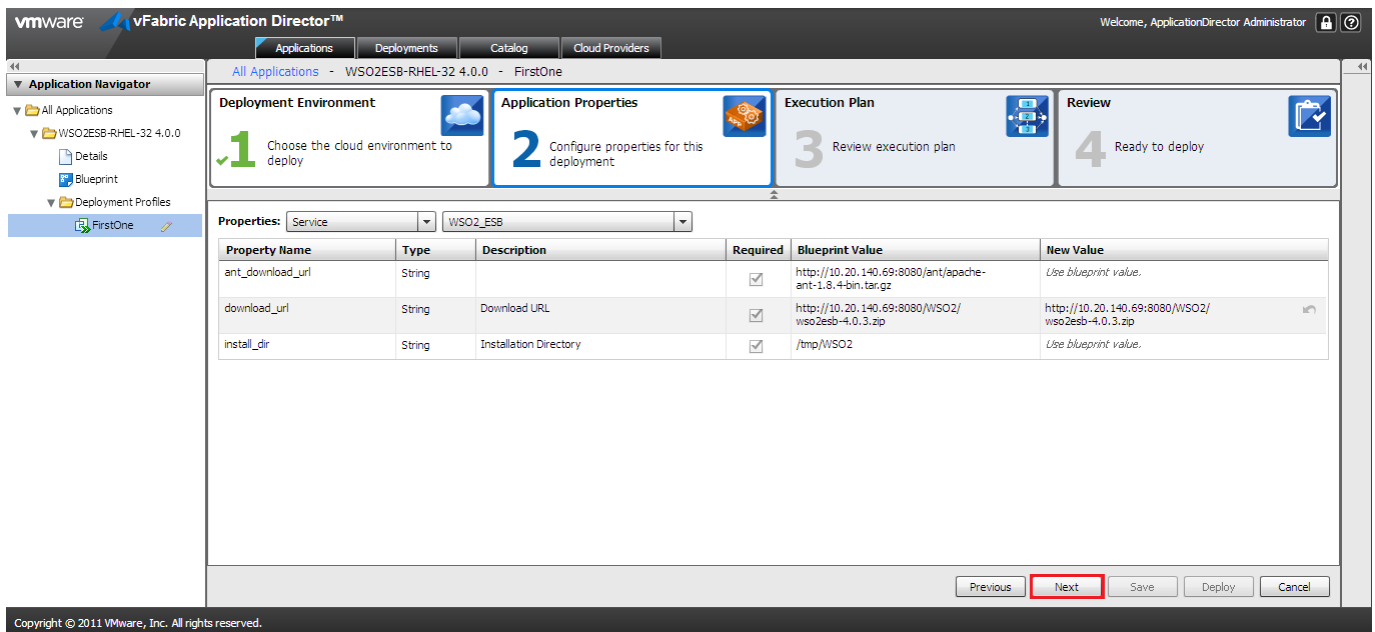 vmware vFabric Application Director™
Welcome, ApplicationDirector Administrator
Applications Deployments Catalog Cloud Providers
Application Navigator
All Applications - WSO2ESB-RHEL-32 4.0.0 - FirstOne
All Applications
WSO2ESB-RHEL-32 4.0.0
Details
Blueprint
Deployment Profiles
FirstOne
Deployment Environment
1
Choose the cloud environment to
deploy
Application Properties
2
Configure properties for this
deployment
Execution Plan
3
Review execution plan
Review
4
Ready to deploy
Properties: Service WSO2_ESB
Property Name Type Description Required Blueprint Value New Value
ant_download_url String http://10.20.140.69:8080/ant/apache- Use blueprint value.
ant-1.8.4-bin.tar.gz
download_url String Download URL http://10.20.140.69:8080/WSO2/ http://10.20.140.69:8080/WSO2/
wso2esb-4.0.3.zip wso2esb-4.0.3.zip
install_dir String Installation Directory /tmp/WSO2 Use blueprint value.
Previous Next Save Deploy Cancel
Copyright © 2011 VMware, Inc. All rights reserved.